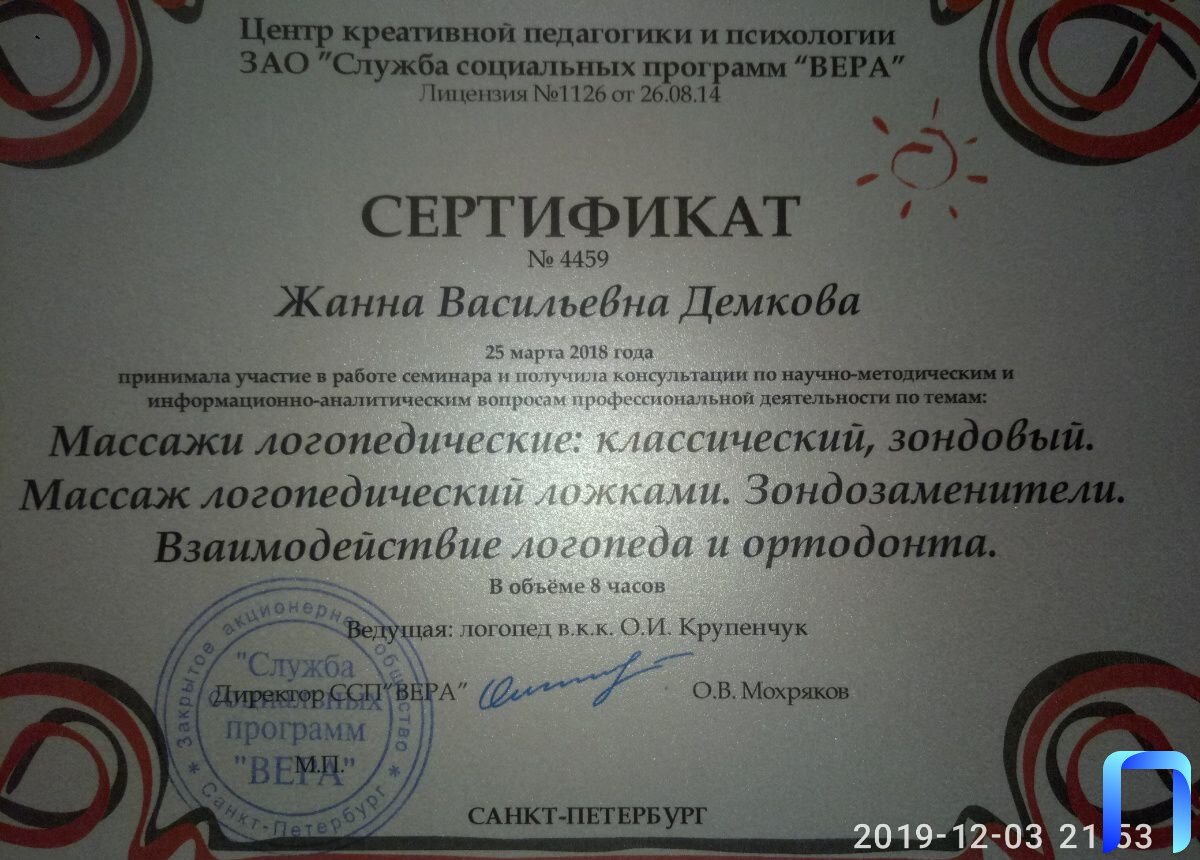 Центр креативной педагогики и психологии
ЗАО "Служба социальных программ "ВЕРА"
Лицензия №1126 от 26.08.14
СЕРТИФИКАТ
№ 4459
Жанна Васильевна Демкова
25 марта 2018 года
принимала участие в работе семинара и получила консультации по научно-методическим и
информационно-аналитическим вопросам профессиональной деятельности по темам:
Массажи логопедические: классический, зондовый.
Массаж логопедический ложками. Зондозаменители.
Взаимодействие логопеда и ортодонта.
В объёме 8 часов
Ведущая: логопед в.к.к. О.И. Крупенчук
Директор ССП"ВЕРА" О.В. Мохряков
М.П.
Закрытое акционерное общество
"Служба
социальных
программ
"ВЕРА"
* Санкт-Петербург *
САНКТ-ПЕТЕРБУРГ
2019-12-03 21 53